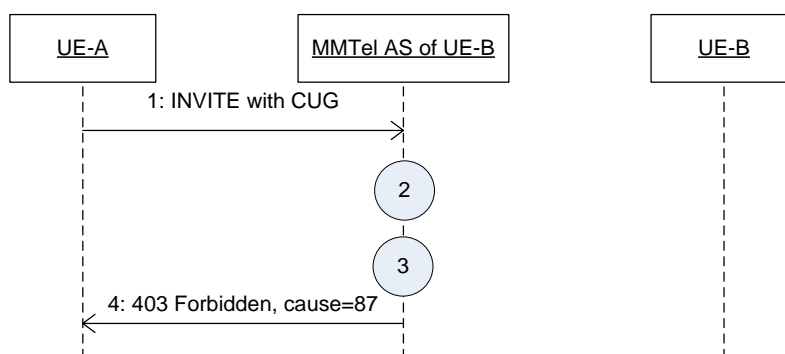 UE-A
MMTel AS of UE-B
UE-B
1: INVITE with CUG
2
3
4: 403 Forbidden, cause=87